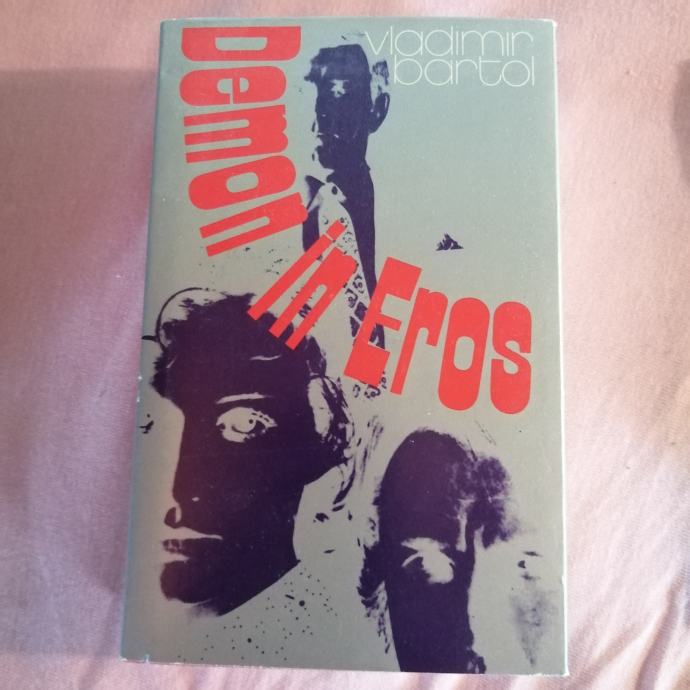 vladimir
bartol
Demon
in
Eros